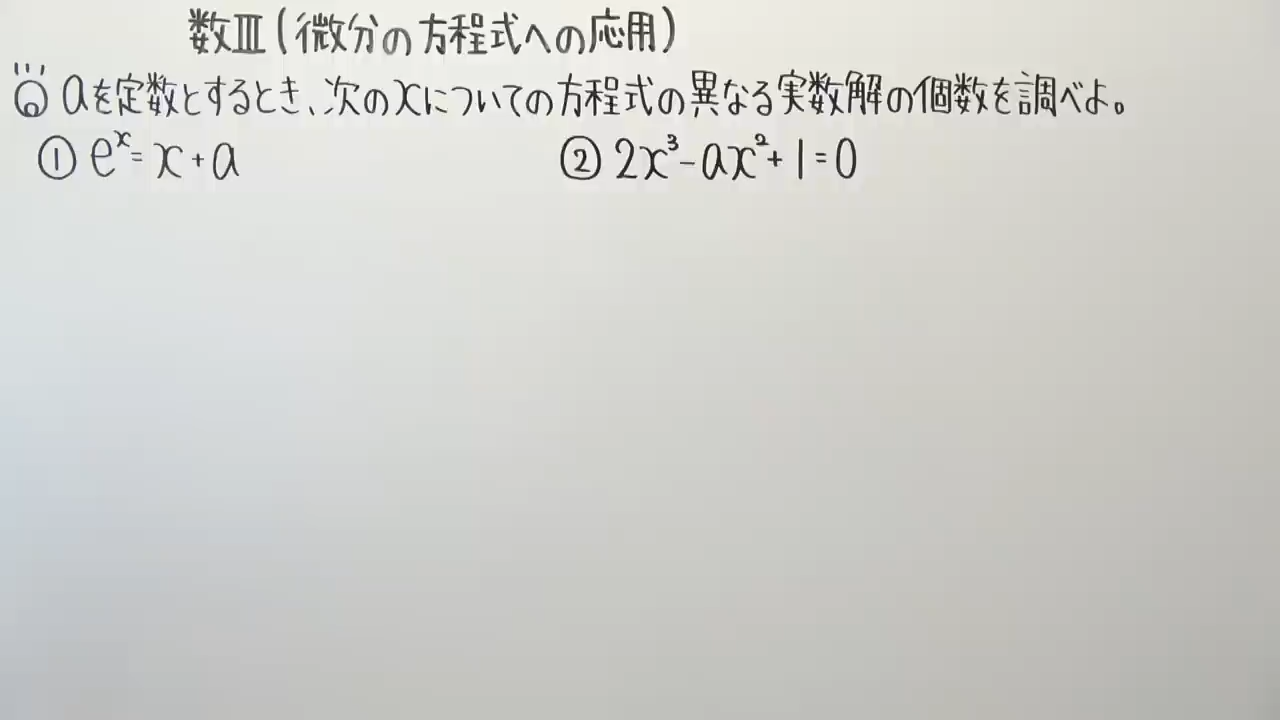 数Ⅲ(微分の方程式への応用)
Q aを定数とするとき、次のxについての方程式の異なる実数解の個数を調べよ。
① eˣ=x+a ② 2x³-ax²+1=0